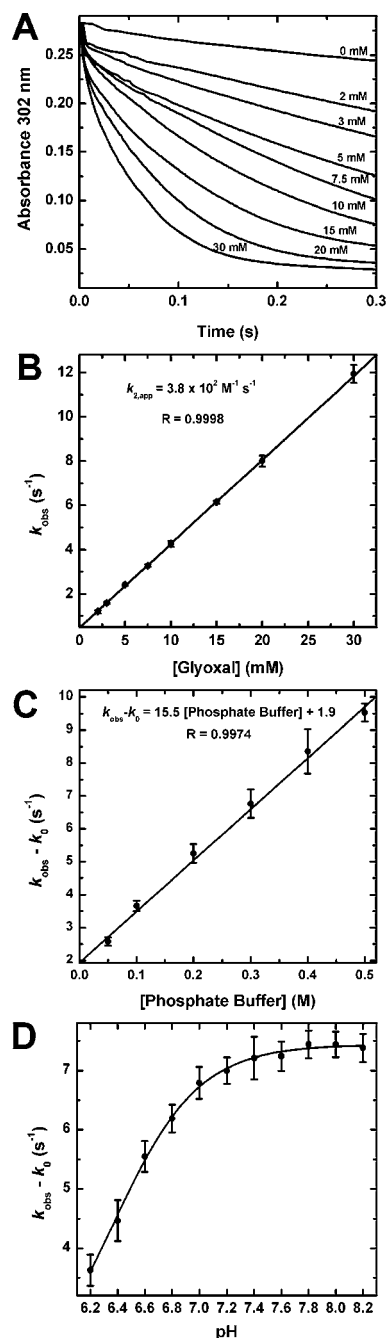 A
Absorbance 302 nm
0.25
0.20
0.15
0.10
0.05
0 mM
2 mM
3 mM
5 mM
7.5 mM
10 mM
15 mM
20 mM
30 mM
0.0 0.1 0.2 0.3
Time (s)
B
k2,app = 3.8 x 10² M⁻¹ s⁻¹
R = 0.9998
kobs (s⁻¹)
12
10
8
6
4
2
0 5 10 15 20 25 30
[Glyoxal] (mM)
C
kobs-k0 = 15.5 [Phosphate Buffer] + 1.9
R = 0.9974
kobs - k0 (s⁻¹)
10
9
8
7
6
5
4
3
2
0.0 0.1 0.2 0.3 0.4 0.5
[Phosphate Buffer] (M)
D
kobs - k0 (s⁻¹)
7
6
5
4
6.2 6.4 6.6 6.8 7.0 7.2 7.4 7.6 7.8 8.0 8.2
pH